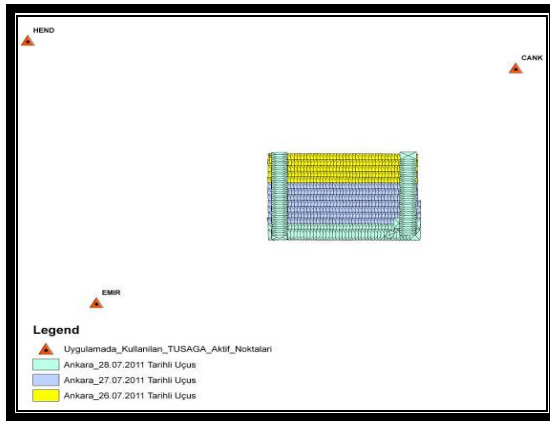 HEND
CANK
EMIR
Legend
Uygulamada_Kullanilan_TUSAGA_Aktif_Noktalari
Ankara_28.07.2011 Tarihli Uçus
Ankara_27.07.2011 Tarihli Uçus
Ankara_26.07.2011 Tarihli Uçus